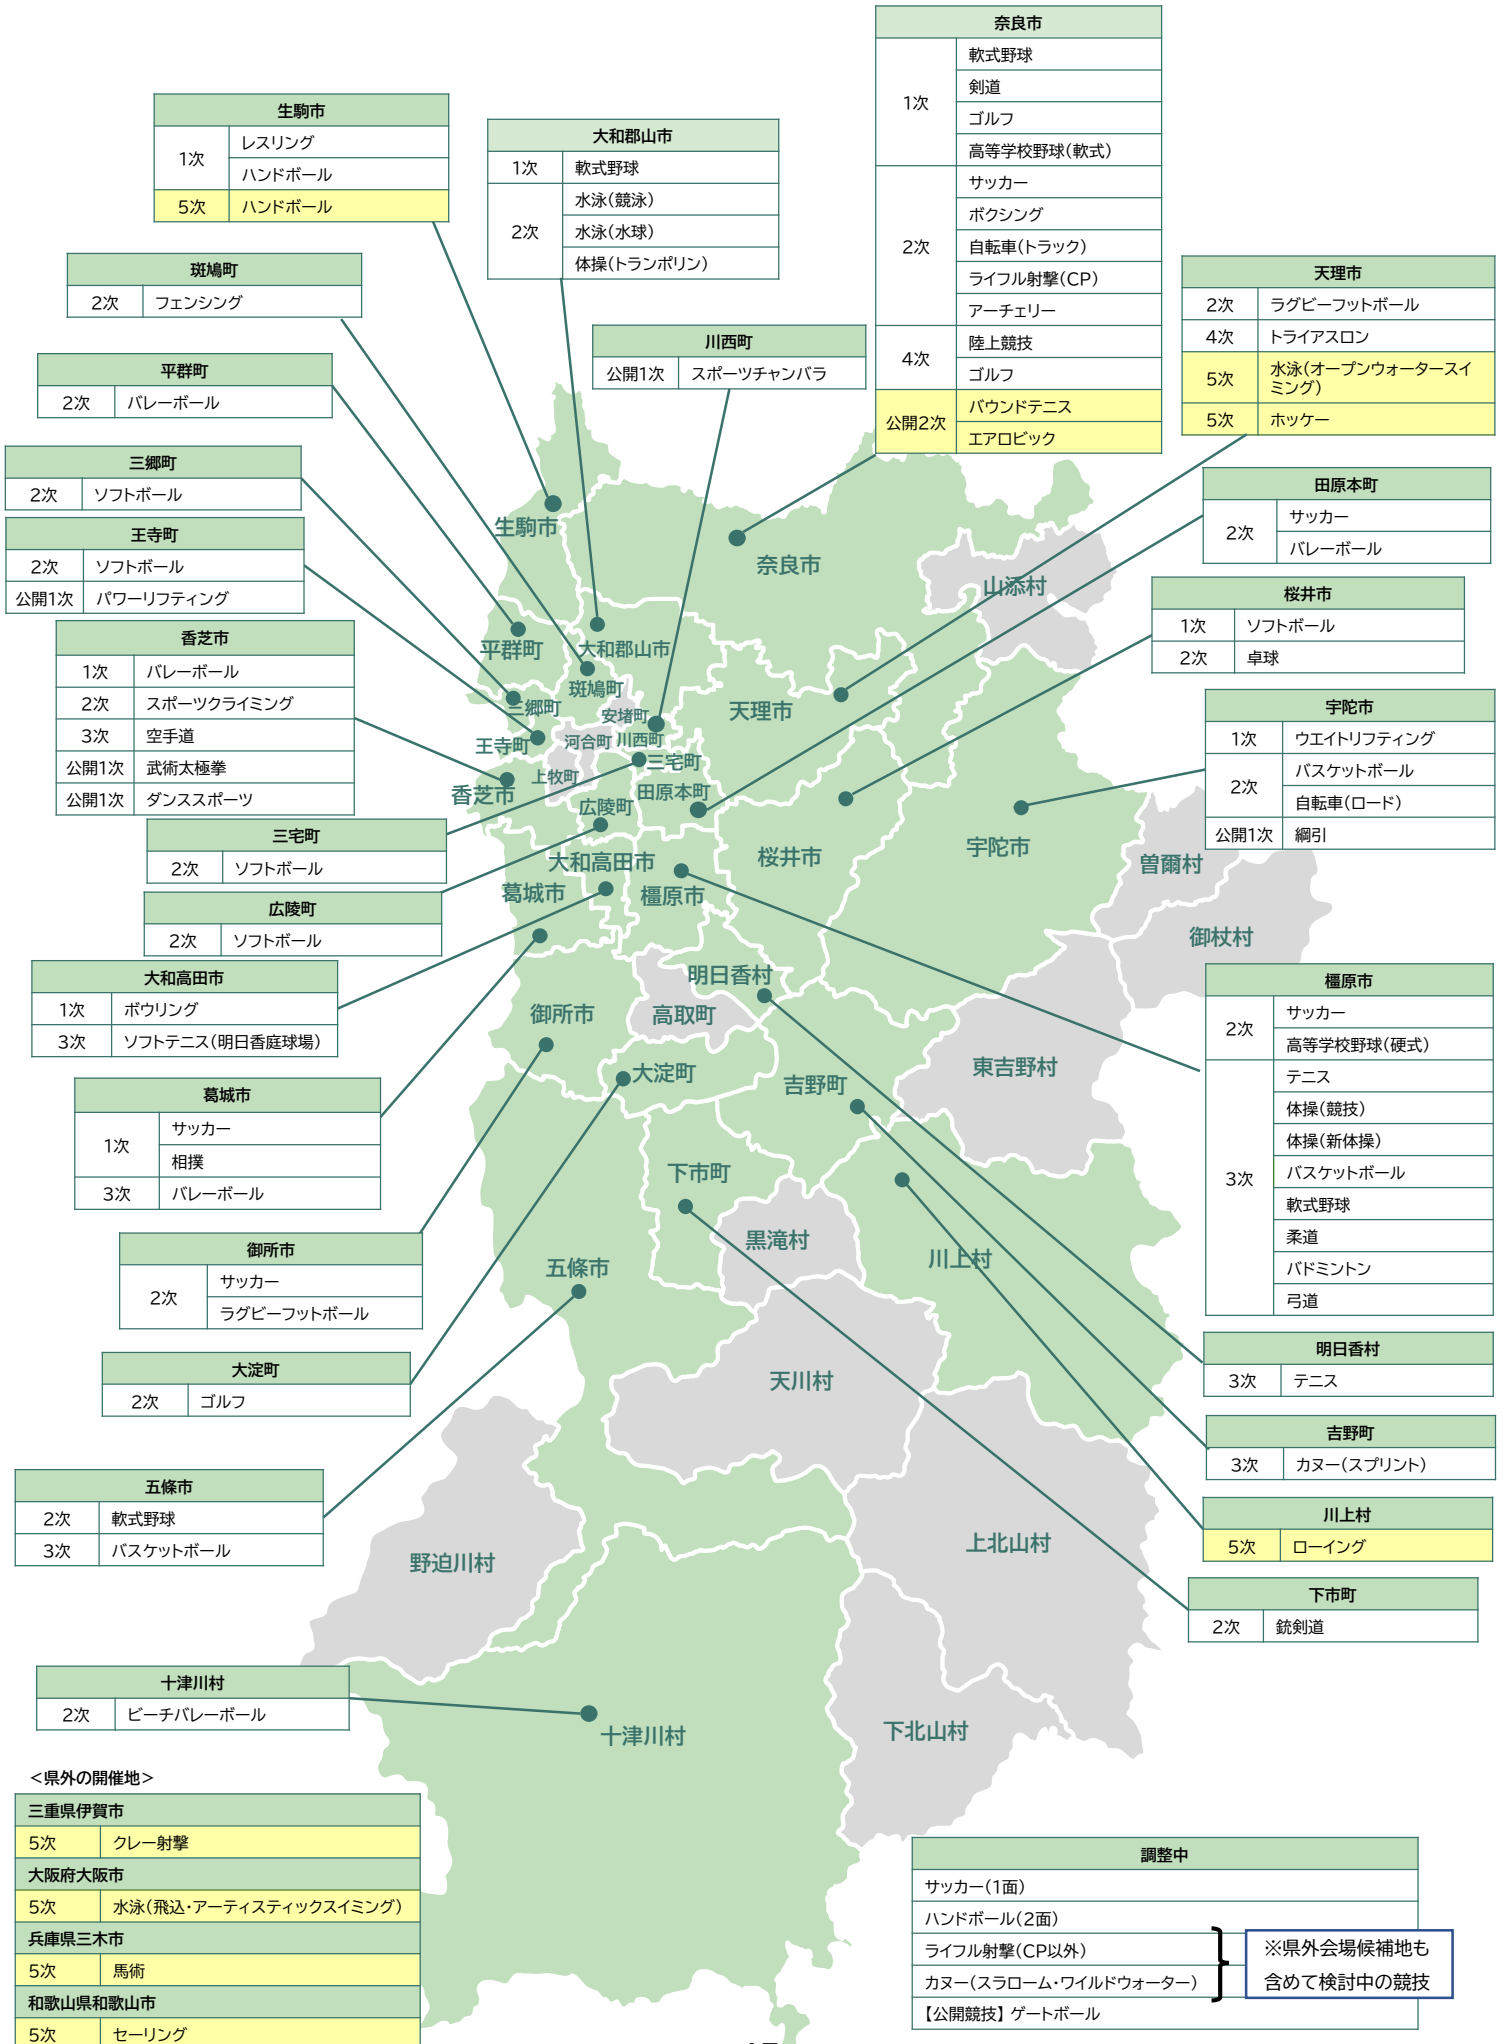 奈良市
1次
軟式野球
剣道
ゴルフ
高等学校野球(軟式)
2次
サッカー
ボクシング
自転車(トラック)
ライフル射撃(CP)
アーチェリー
4次
陸上競技
ゴルフ
公開2次
バウンドテニス
エアロビック
生駒市
1次
レスリング
ハンドボール
5次 ハンドボール
大和郡山市
1次 軟式野球
2次
水泳(競泳)
水泳(水球)
体操(トランポリン)
斑鳩町
2次 フェンシング
天理市
2次 ラグビーフットボール
4次 トライアスロン
5次 水泳(オープンウォータースイ
ミング)
5次 ホッケー
川西町
公開1次 スポーツチャンバラ
平群町
2次 バレーボール
三郷町
2次 ソフトボール
田原本町
2次
サッカー
バレーボール
王寺町
2次 ソフトボール
公開1次 パワーリフティング
桜井市
1次 ソフトボール
2次 卓球
香芝市
1次 バレーボール
2次 スポーツクライミング
3次 空手道
公開1次 武術太極拳
公開1次 ダンススポーツ
宇陀市
1次 ウエイトリフティング
2次
バスケットボール
自転車(ロード)
公開1次 綱引
三宅町
2次 ソフトボール
広陵町
2次 ソフトボール
大和高田市
1次 ボウリング
3次 ソフトテニス(明日香庭球場)
橿原市
2次
サッカー
高等学校野球(硬式)
3次
テニス
体操(競技)
体操(新体操)
バスケットボール
軟式野球
柔道
バドミントン
弓道
葛城市
1次
サッカー
相撲
3次 バレーボール
御所市
2次
サッカー
ラグビーフットボール
大淀町
2次 ゴルフ
明日香村
3次 テニス
吉野町
3次 カヌー(スプリント)
五條市
2次 軟式野球
3次 バスケットボール
川上村
5次 ローイング
下市町
2次 銃剣道
十津川村
2次 ビーチバレーボール
生駒市
奈良市
山添村
平群町
大和郡山市
斑鳩町
三郷町
安堵町
天理市
王寺町
河合町
川西町
三宅町
上牧町
香芝市
田原本町
広陵町
大和高田市
桜井市
宇陀市
曽爾村
葛城市
橿原市
御杖村
明日香村
御所市
高取町
大淀町
吉野町
東吉野村
下市町
黒滝村
川上村
五條市
天川村
上北山村
野迫川村
十津川村
下北山村
＜県外の開催地＞
三重県伊賀市
5次 クレー射撃
大阪府大阪市
5次 水泳(飛込・アーティスティックスイミング)
兵庫県三木市
5次 馬術
和歌山県和歌山市
5次 セーリング
調整中
サッカー(1面)
ハンドボール(2面)
ライフル射撃(CP以外)
カヌー(スラローム・ワイルドウォーター)
【公開競技】ゲートボール
※県外会場候補地も
含めて検討中の競技